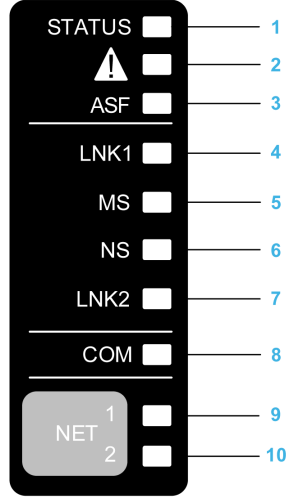 STATUS 1
! 2
ASF 3
LNK1 4
MS 5
NS 6
LNK2 7
COM 8
NET 1 9
2 10